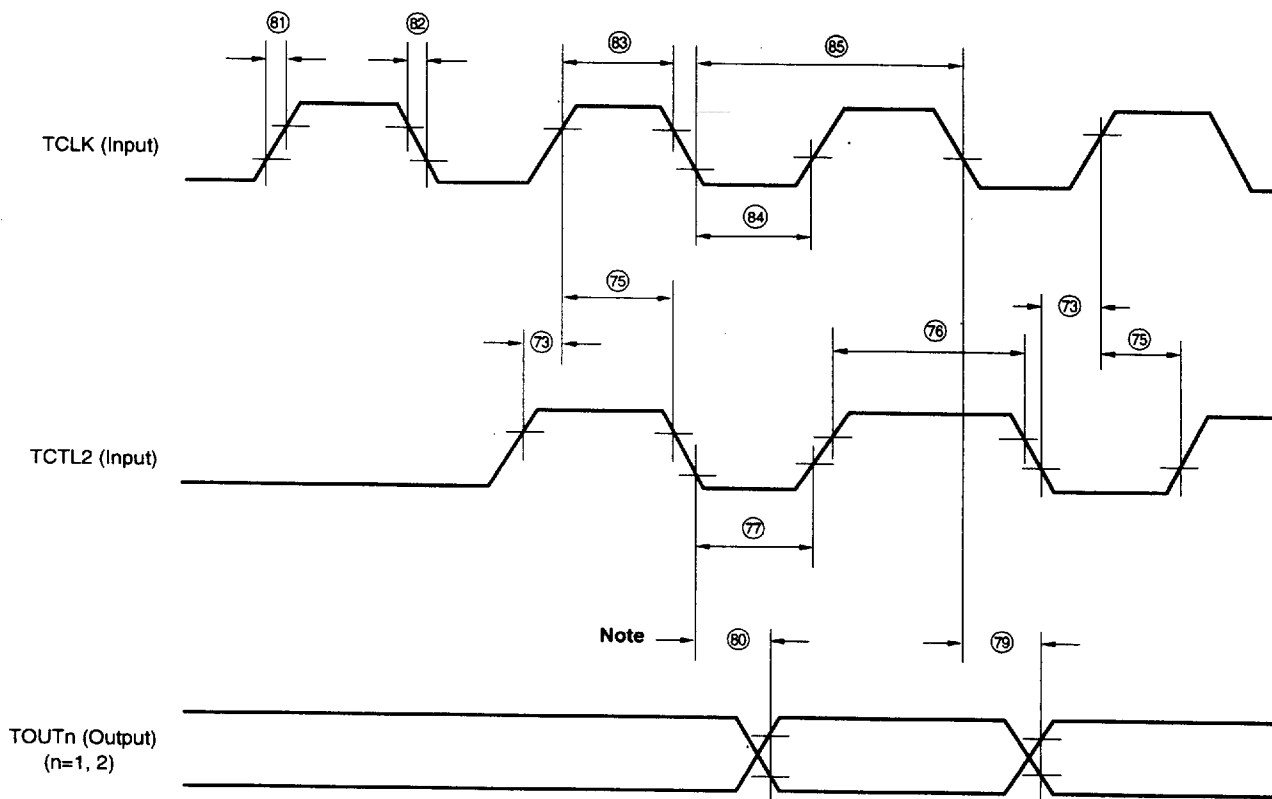 81 82 83 85
TCLK (Input)
84
75
73
76
73
75
TCTL2 (Input)
77
Note 80 79
TOUTn (Output)
(n=1, 2)